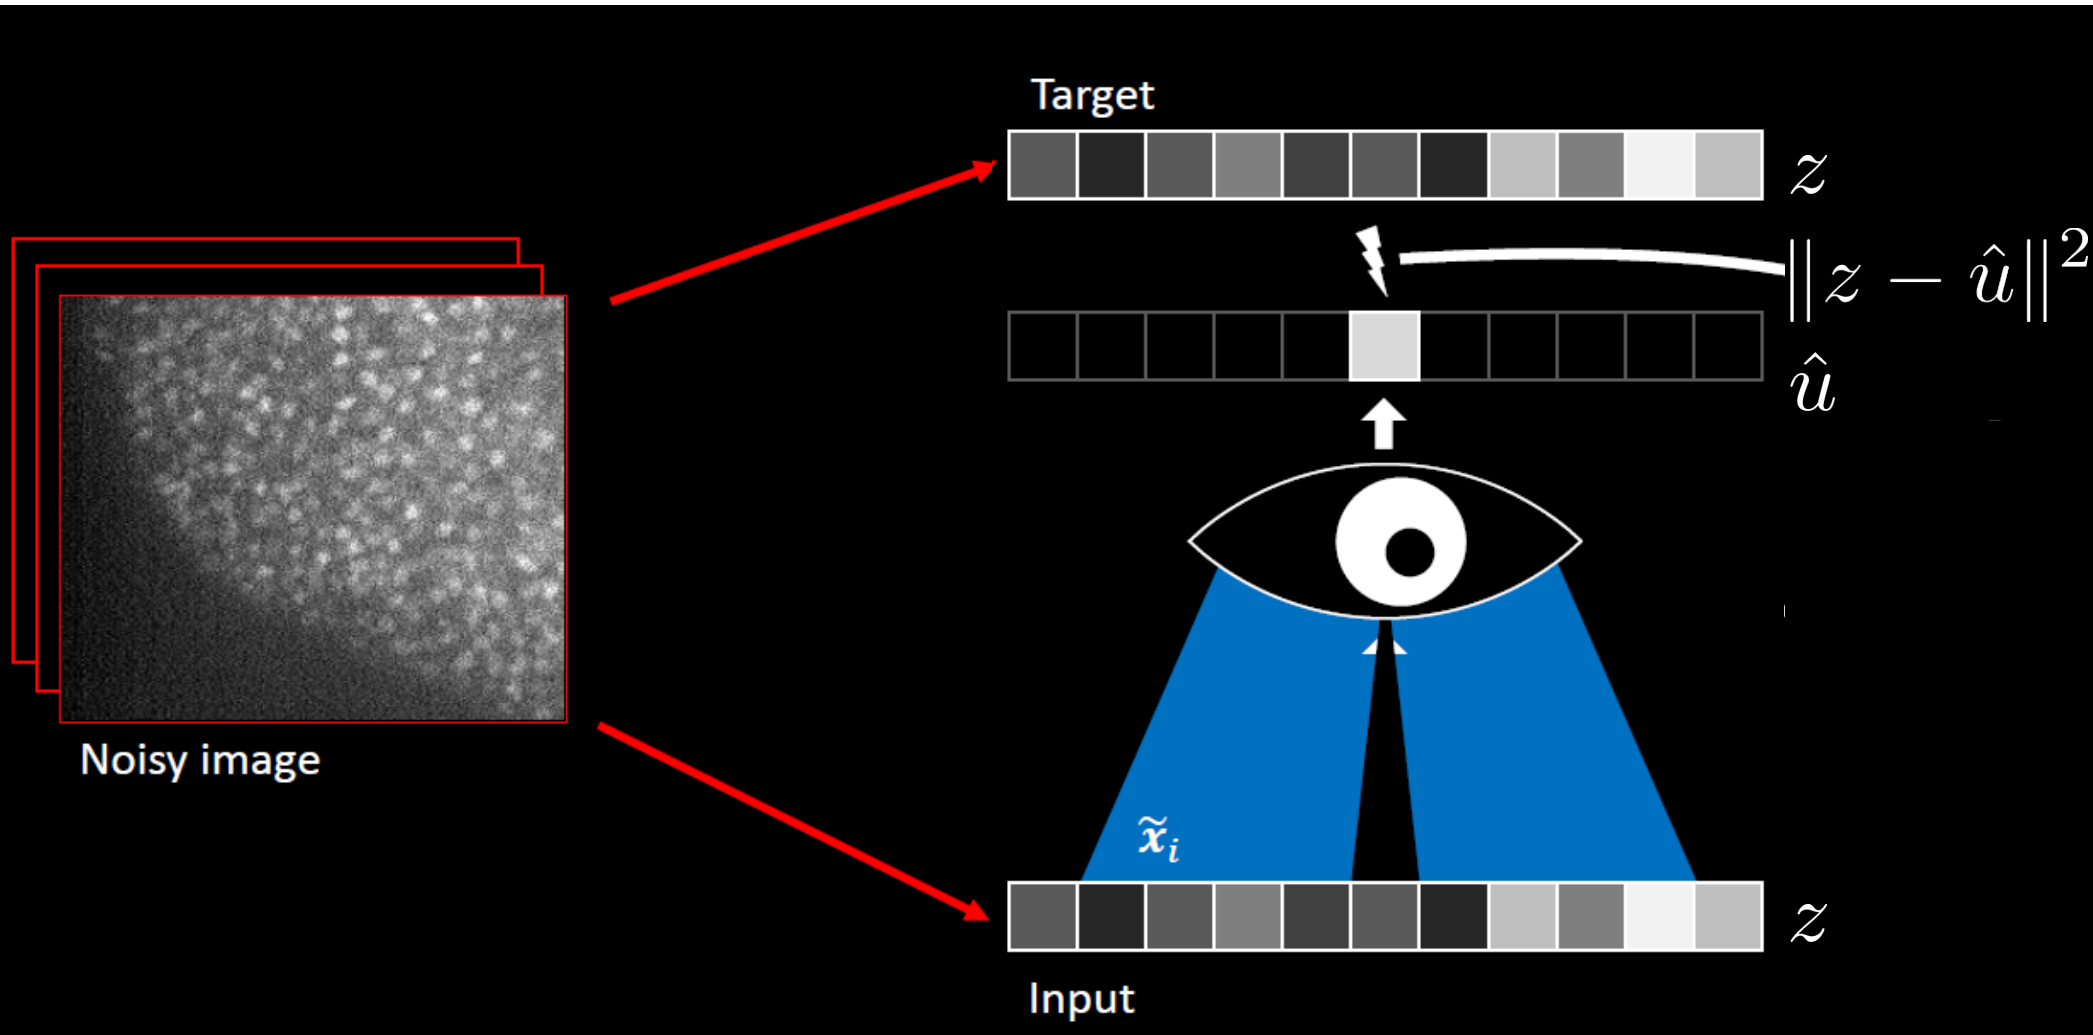 Target
z
‖z − û‖²
û
Noisy image
x̃ᵢ
z
Input